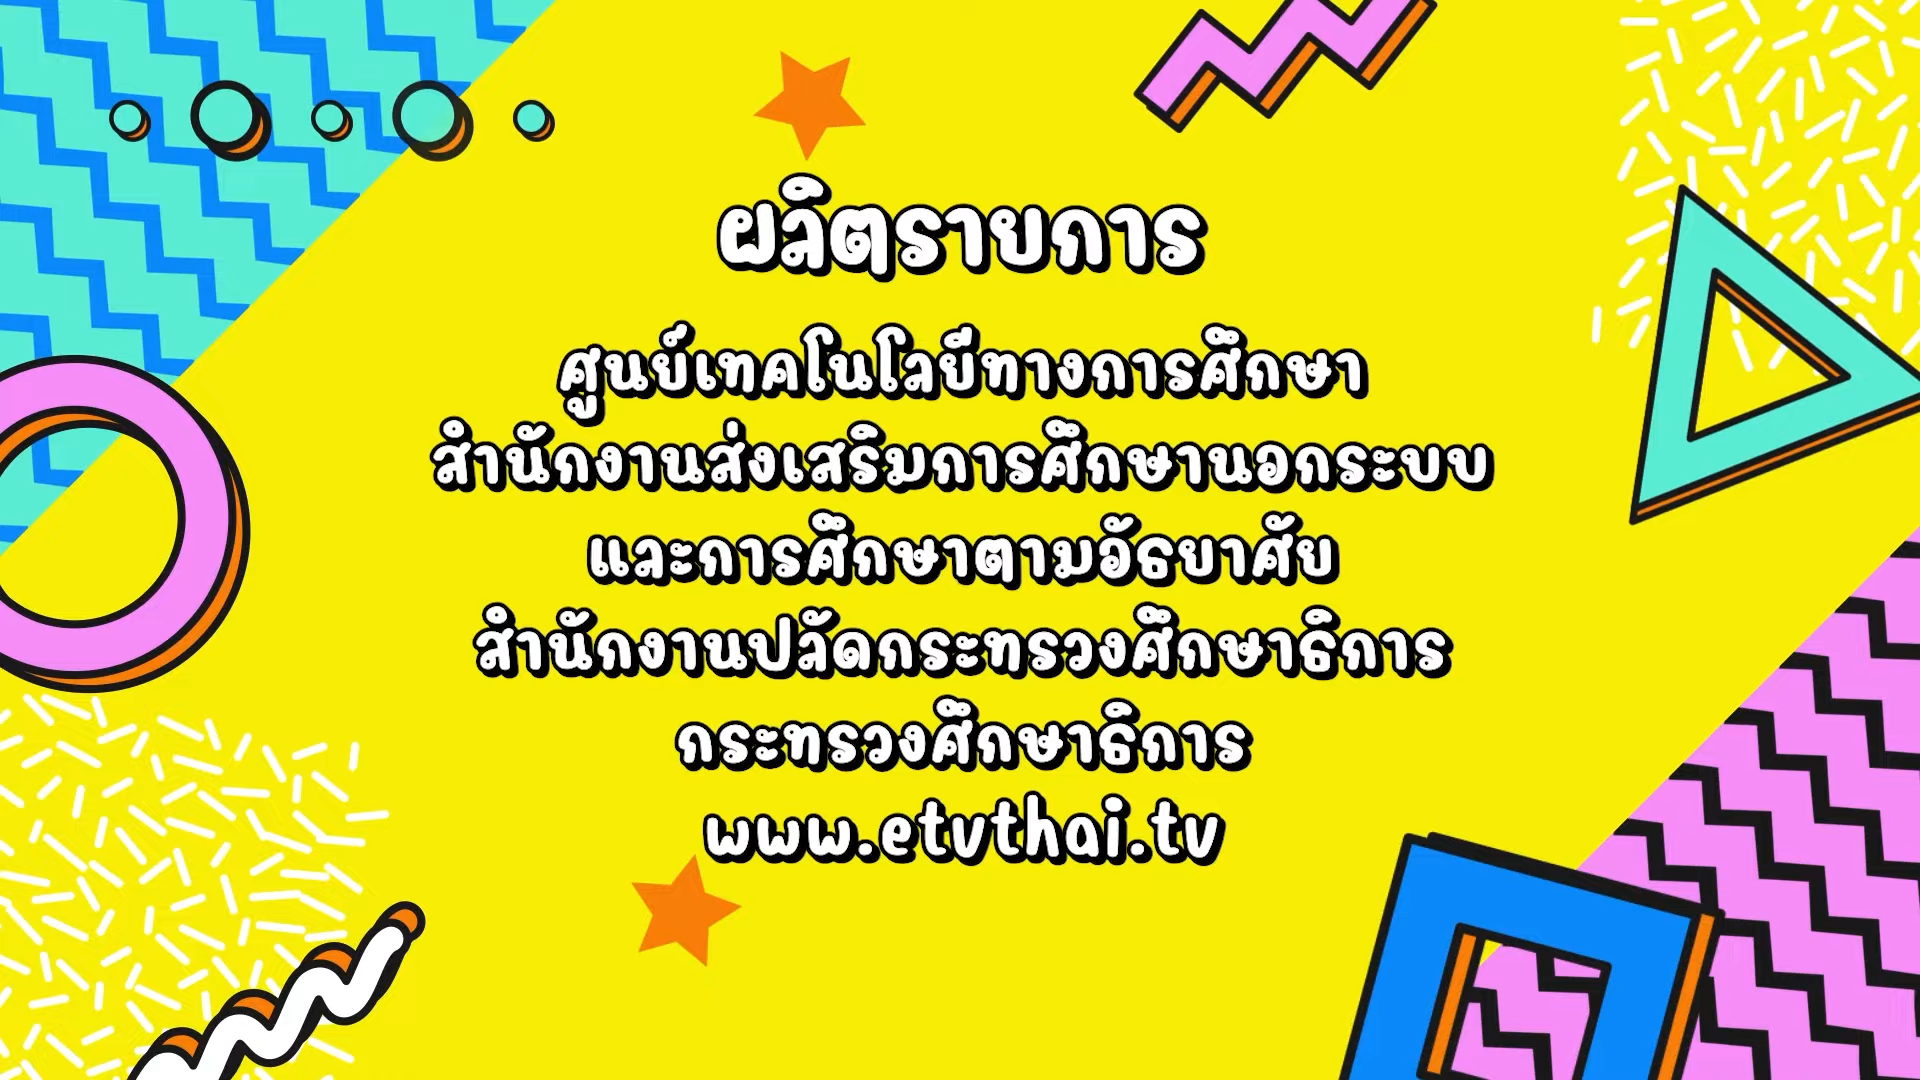 ผลิตรายการ
ศูนย์เทคโนโลยีทางการศึกษา
สำนักงานส่งเสริมการศึกษานอกระบบ
และการศึกษาตามอัธยาศัย
สำนักงานปลัดกระทรวงศึกษาธิการ
กระทรวงศึกษาธิการ
www.etvthai.tv